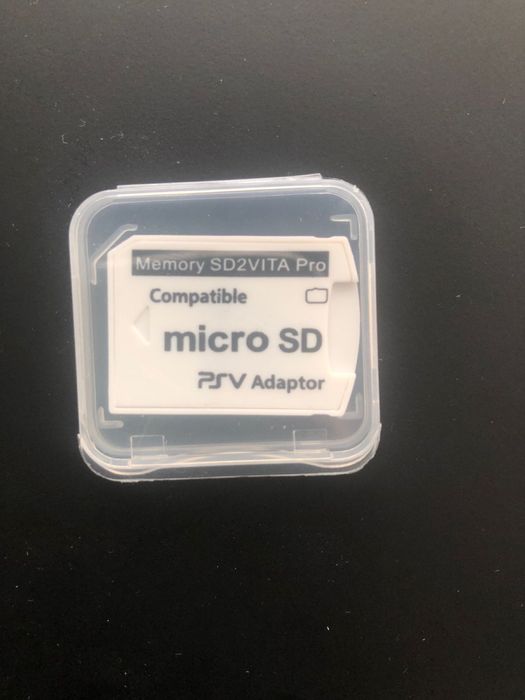 Memory SD2VITA Pro
Compatible
micro SD
PSV Adaptor